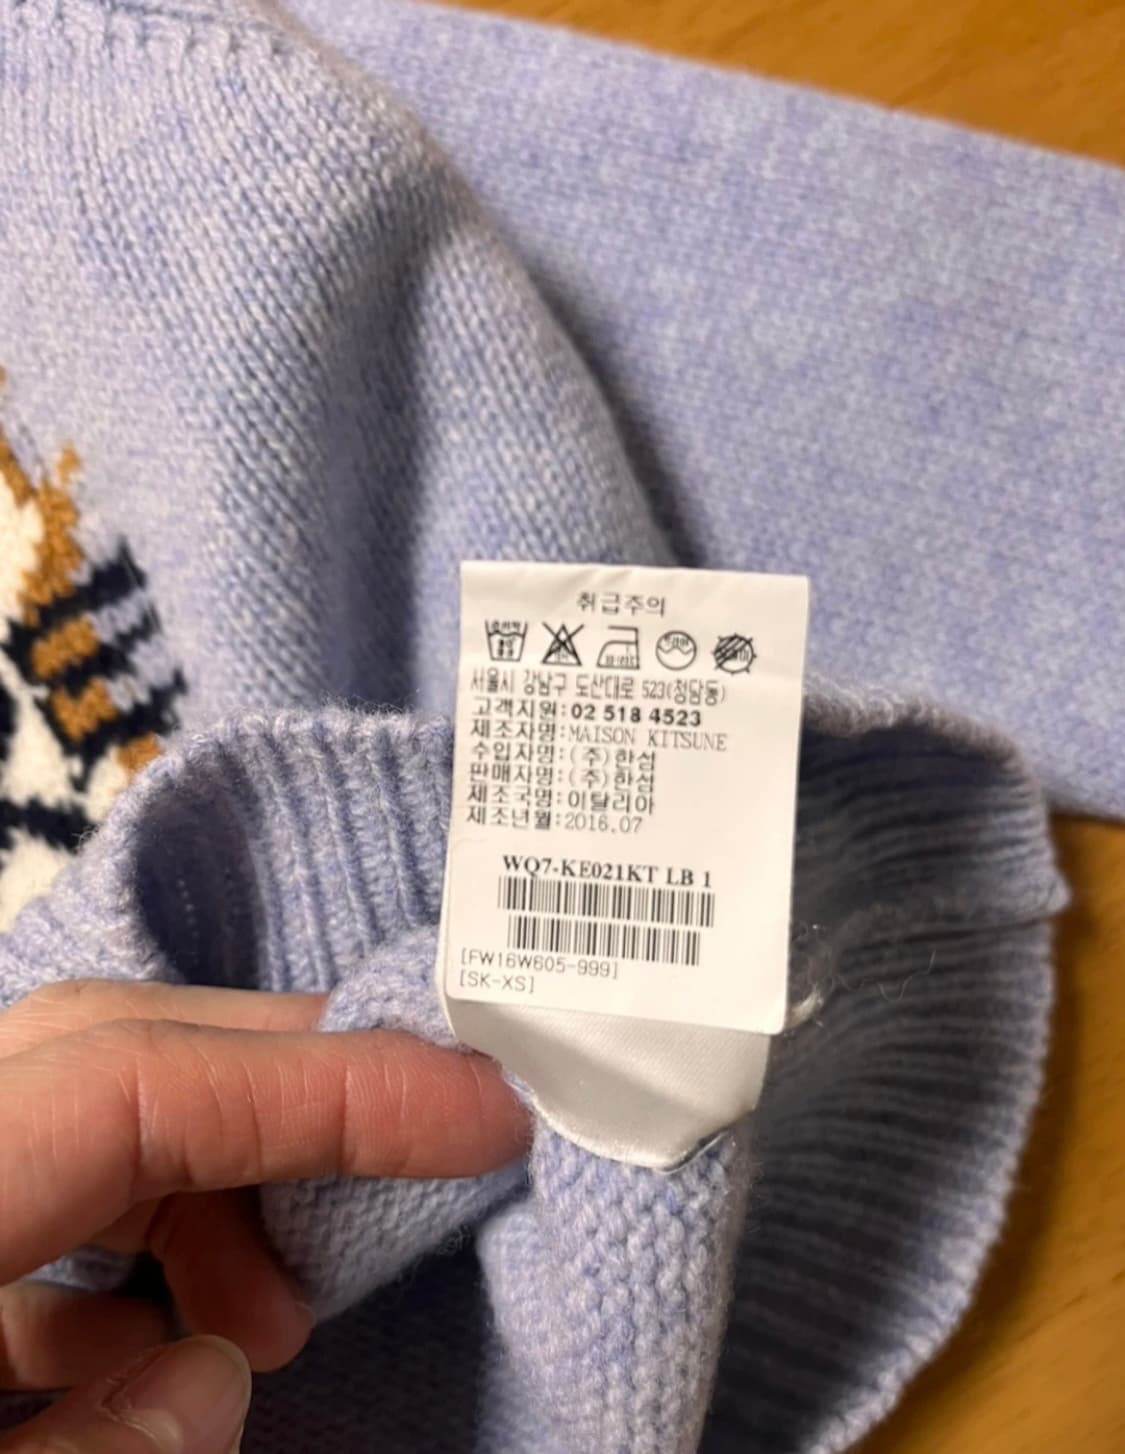 취급주의
서울시 강남구 도산대로 523(청담동)
고객지원:02 518 4523
제조자명:MAISON KITSUNE
수입자명:(주)한섬
판매자명:(주)한섬
제조국명:이탈리아
제조년월:2016.07
WQ7-KE021KT LB 1
[FW16W605-999]
[SK-XS]